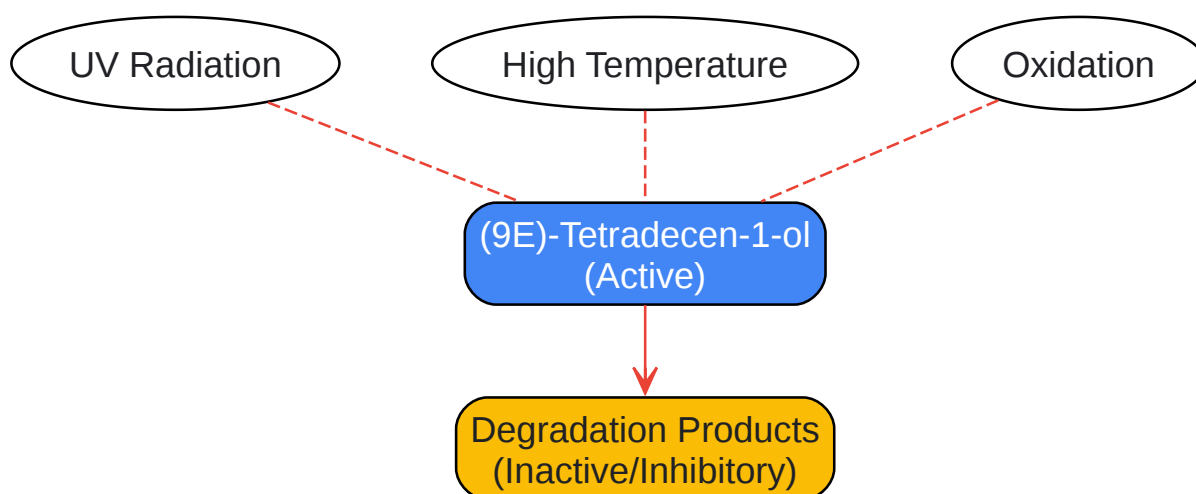 UV Radiation
High Temperature
Oxidation
(9E)-Tetradecen-1-ol
(Active)
Degradation Products
(Inactive/Inhibitory)